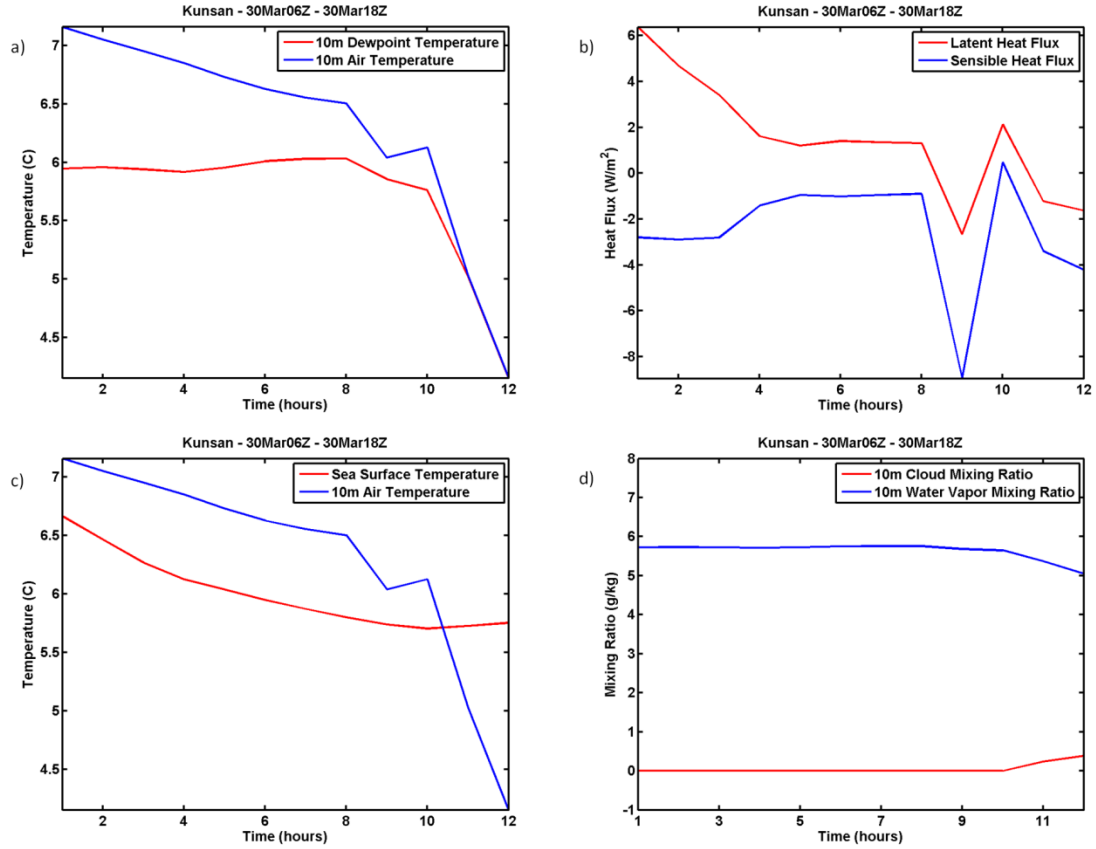 a)
Kunsan - 30Mar06Z - 30Mar18Z
10m Dewpoint Temperature
10m Air Temperature
Temperature (C)
7
6.5
6
5.5
5
4.5
2 4 6 8 10 12
Time (hours)
b)
Kunsan - 30Mar06Z - 30Mar18Z
Latent Heat Flux
Sensible Heat Flux
Heat Flux (W/m²)
6
4
2
0
-2
-4
-6
-8
2 4 6 8 10 12
Time (hours)
c)
Kunsan - 30Mar06Z - 30Mar18Z
Sea Surface Temperature
10m Air Temperature
Temperature (C)
7
6.5
6
5.5
5
4.5
2 4 6 8 10 12
Time (hours)
d)
Kunsan - 30Mar06Z - 30Mar18Z
10m Cloud Mixing Ratio
10m Water Vapor Mixing Ratio
Mixing Ratio (g/kg)
8
7
6
5
4
3
2
1
0
-1
1 3 5 7 9 11
Time (hours)